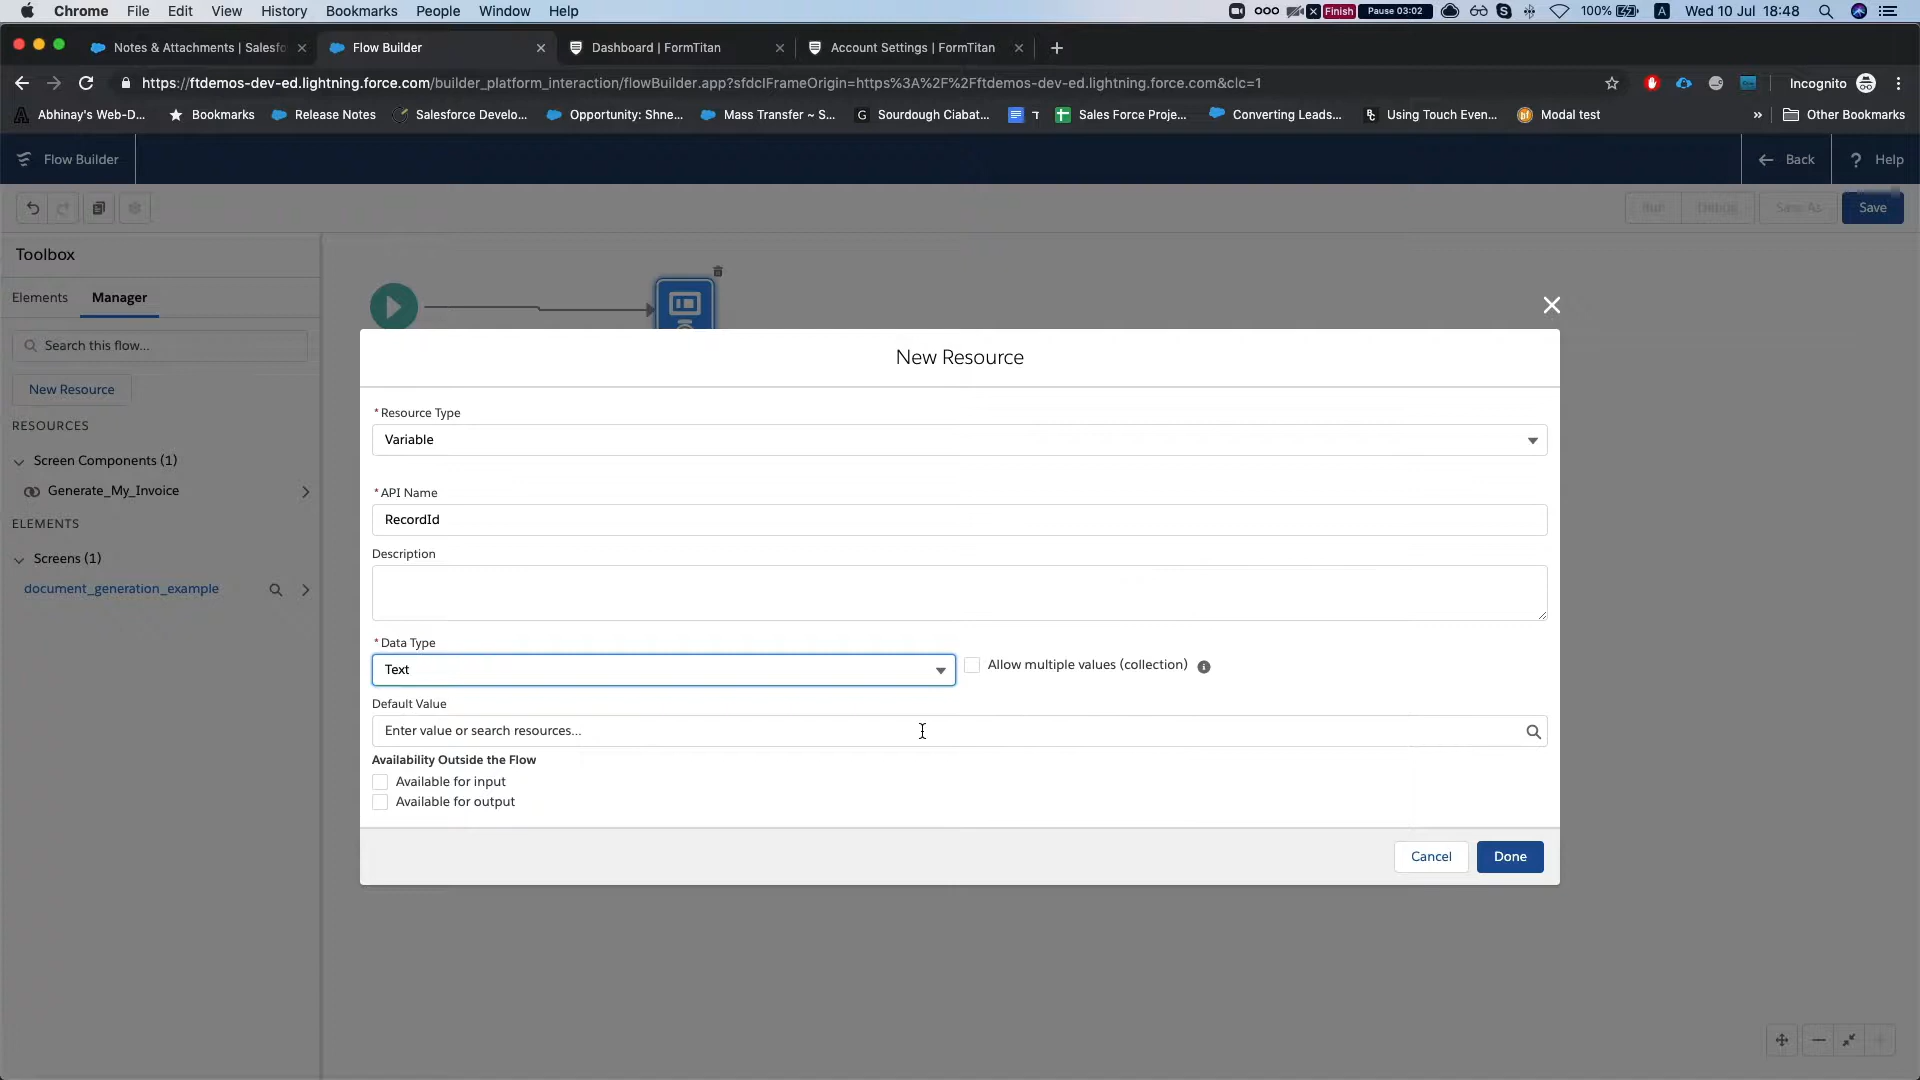 Chrome File Edit View History Bookmarks People Window Help Finish Pause 03:02 100% A Wed 10 Jul 18:48
Notes & Attachments | Salesfo Flow Builder Dashboard | FormTitan Account Settings | FormTitan
https://ftdemos-dev-ed.lightning.force.com/builder_platform_interaction/flowBuilder.app?sfdcIFrameOrigin=https%3A%2F%2Fftdemos-dev-ed.lightning.force.com&clc=1 Incognito
Abhinay's Web-D... Bookmarks Release Notes Salesforce Develo... Opportunity: Shne... Mass Transfer ~ S... G Sourdough Ciabat... T Sales Force Proje... Converting Leads... Using Touch Even... Modal test » Other Bookmarks
Flow Builder Back ? Help
Run Debug Save As Save
Toolbox
Elements Manager
Search this flow...
New Resource
RESOURCES
Screen Components (1)
Generate_My_Invoice
ELEMENTS
Screens (1)
document_generation_example
New Resource
* Resource Type
Variable
* API Name
RecordId
Description
* Data Type
Text Allow multiple values (collection)
Default Value
Enter value or search resources...
Availability Outside the Flow
Available for input
Available for output
Cancel Done